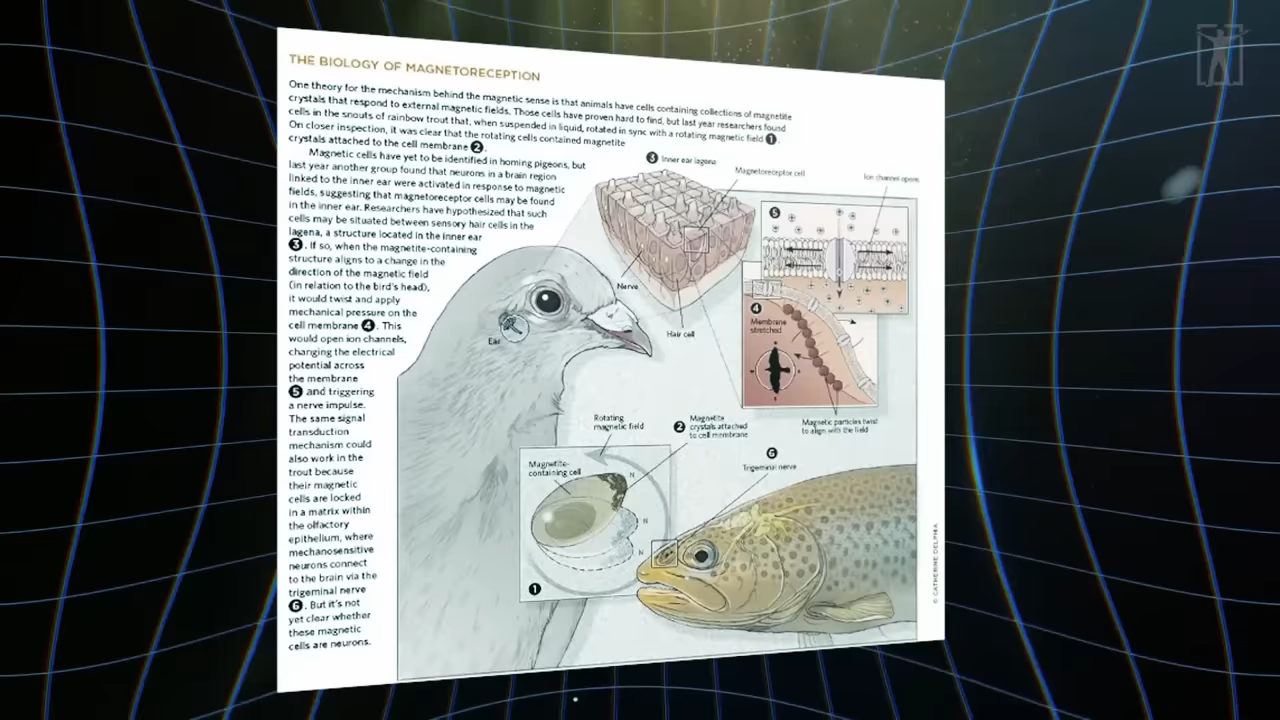 THE BIOLOGY OF MAGNETORECEPTION
One theory for the mechanism behind the magnetic sense is that animals have cells containing collections of magnetite
crystals that respond to external magnetic fields. Those cells have proven hard to find, but last year researchers found
cells in the snouts of rainbow trout that, when suspended in liquid, rotated in sync with a rotating magnetic field 1.
On closer inspection, it was clear that the rotating cells contained magnetite
crystals attached to the cell membrane 2.
Magnetic cells have yet to be identified in homing pigeons, but
last year another group found that neurons in a brain region
linked to the inner ear were activated in response to magnetic
fields, suggesting that magnetoreceptor cells may be found
in the inner ear. Researchers have hypothesized that such
cells may be situated between sensory hair cells in the
lagena, a structure located in the inner ear
3. If so, when the magnetite-containing
structure aligns to a change in the
direction of the magnetic field
(in relation to the bird's head),
it would twist and apply
mechanical pressure on the
cell membrane 4. This
would open ion channels,
changing the electrical
potential across
the membrane
5 and triggering
a nerve impulse.
The same signal
transduction
mechanism could
also work in the
trout because
their magnetic
cells are locked
in a matrix within
the olfactory
epithelium, where
mechanosensitive
neurons connect
to the brain via the
trigeminal nerve
6. But it's not
yet clear whether
these magnetic
cells are neurons.
3 Inner ear lagena
Magnetoreceptor cell
Ion channel opens
5
Nerve
Hair cell
4
Membrane
stretched
Magnetic particles twist
to align with the field
Ear
Rotating
magnetic field
2 Magnetite
crystals attached
to cell membrane
Magnetite-
containing cell
N
N
N
1
6
Trigeminal nerve
© CATHERINE DELPHIA